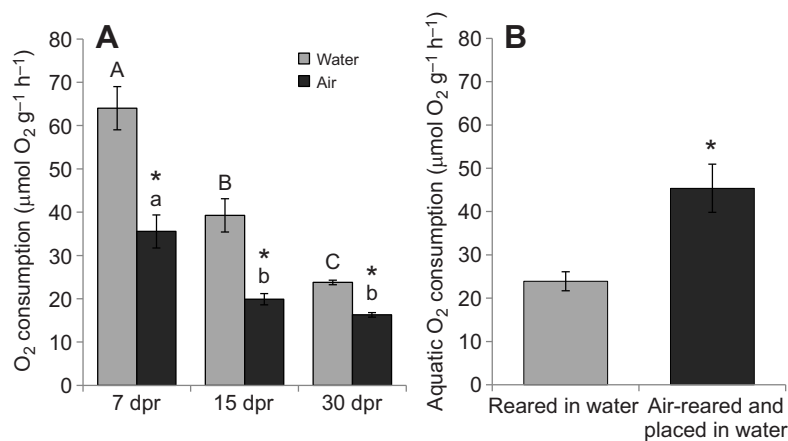 A
O₂ consumption (μmol O₂ g⁻¹ h⁻¹)
80
70
60
50
40
30
20
10
0
Water
Air
A
*
a
B
*
b
C
*
b
7 dpr
15 dpr
30 dpr
B
Aquatic O₂ consumption (μmol O₂ g⁻¹ h⁻¹)
80
70
60
50
40
30
20
10
0
*
Reared in water
Air-reared and
placed in water